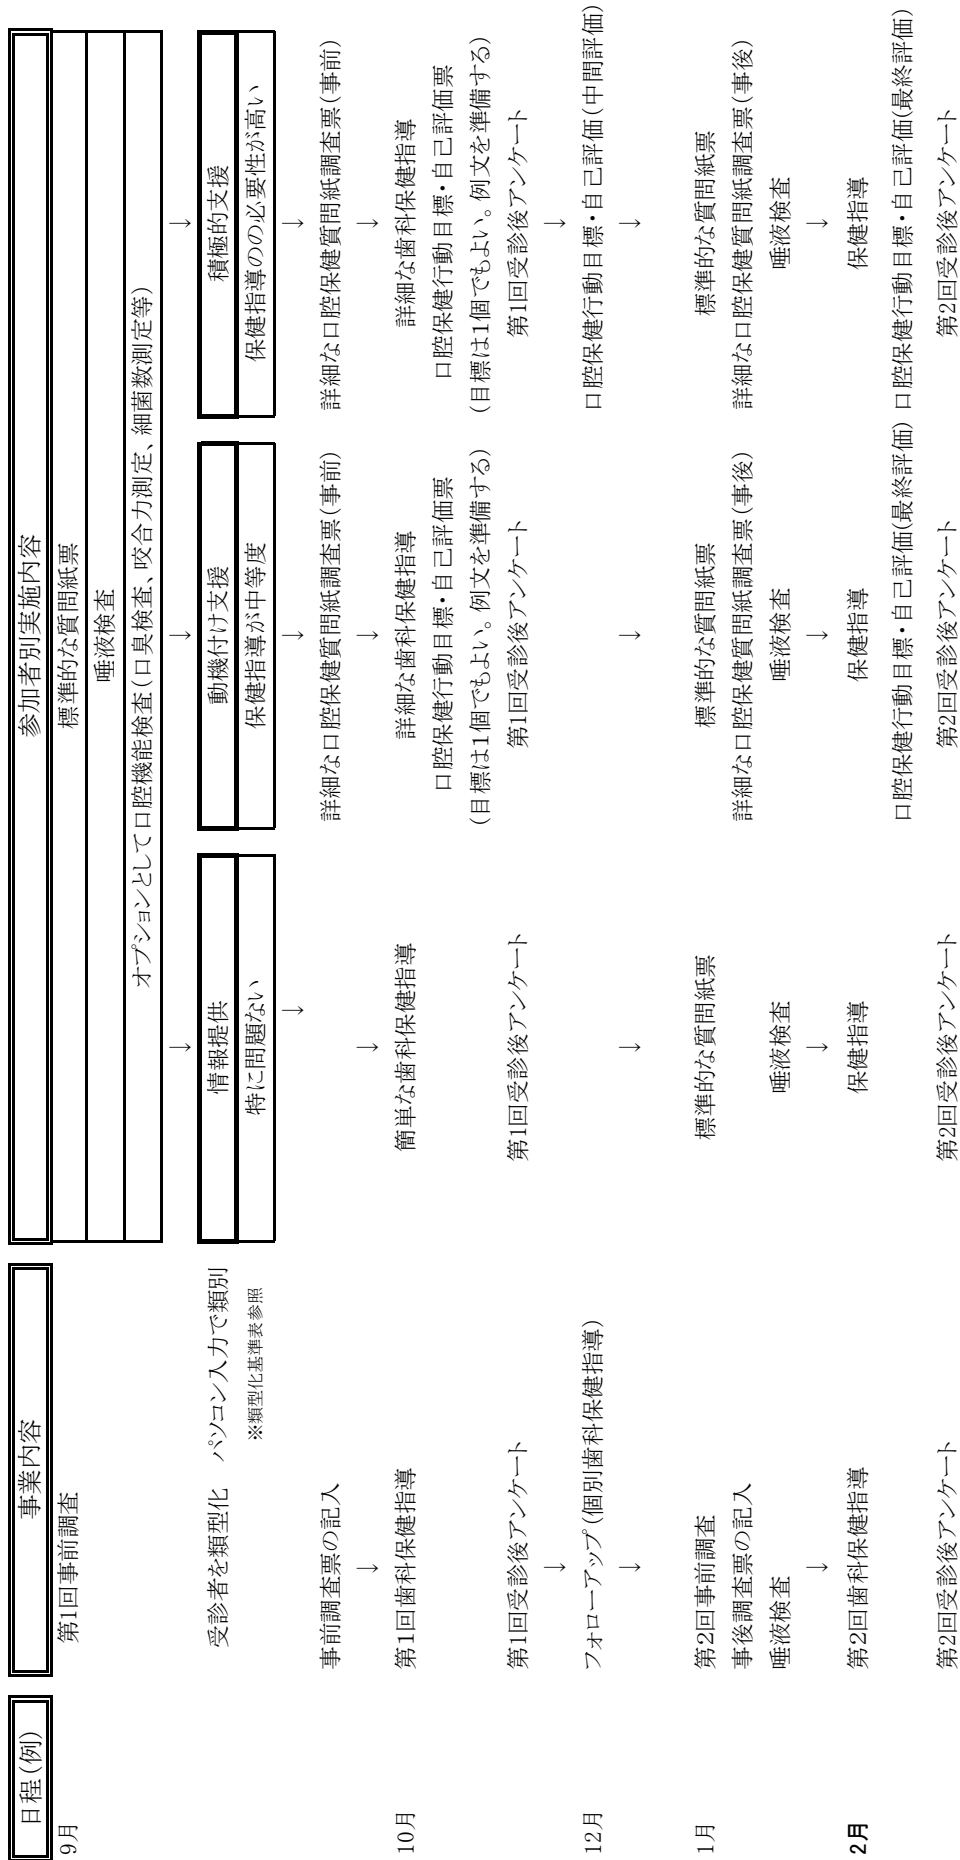 日程(例) 事業内容 参加者別実施内容
9月 第1回事前調査 標準的な質問紙票
唾液検査
オプションとして口腔機能検査(口臭検査、咬合力測定、細菌数測定等)
↓ ↓ ↓
受診者を類型化 パソコン入力で類別 情報提供 動機付け支援 積極的支援
※類型化基準表参照 特に問題ない 保健指導が中等度 保健指導のの必要性が高い
↓ ↓ ↓
事前調査票の記入 詳細な口腔保健質問紙調査票(事前) 詳細な口腔保健質問紙調査票(事前)
↓ ↓ ↓ ↓
10月 第1回歯科保健指導 簡単な歯科保健指導 詳細な歯科保健指導 詳細な歯科保健指導
口腔保健行動目標・自己評価票 口腔保健行動目標・自己評価票
(目標は1個でもよい。例文を準備する) (目標は1個でもよい。例文を準備する)
第1回受診後アンケート 第1回受診後アンケート 第1回受診後アンケート 第1回受診後アンケート
↓ ↓
12月 フォローアップ(個別歯科保健指導) 口腔保健行動目標・自己評価(中間評価)
↓ ↓ ↓ ↓
1月 第2回事前調査 標準的な質問紙票 標準的な質問紙票 標準的な質問紙票
事後調査票の記入 詳細な口腔保健質問紙調査票(事後) 詳細な口腔保健質問紙調査票(事後)
唾液検査 唾液検査 唾液検査 唾液検査
↓ ↓ ↓ ↓
2月 第2回歯科保健指導 保健指導 保健指導 保健指導
口腔保健行動目標・自己評価(最終評価) 口腔保健行動目標・自己評価(最終評価)
第2回受診後アンケート 第2回受診後アンケート 第2回受診後アンケート 第2回受診後アンケート